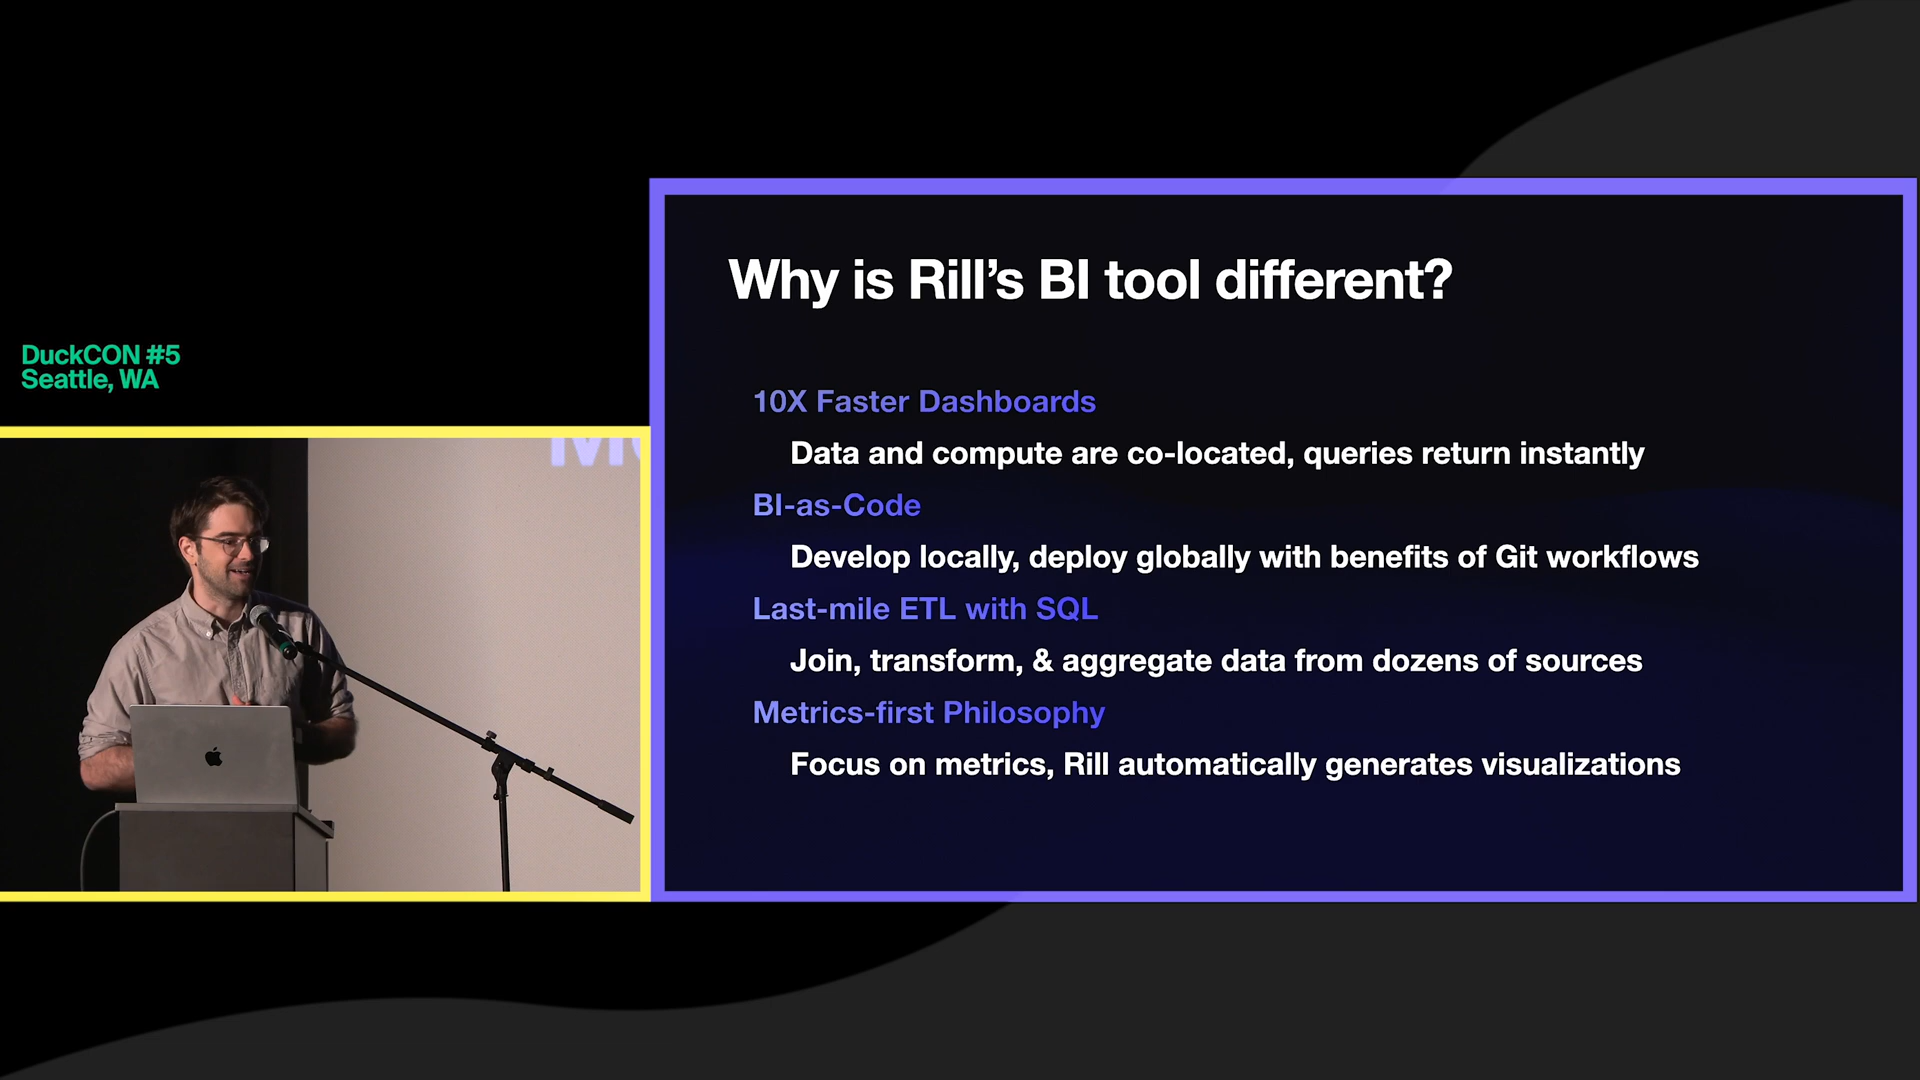 DuckCON #5
Seattle, WA
Why is Rill’s BI tool different?
10X Faster Dashboards
Data and compute are co-located, queries return instantly
BI-as-Code
Develop locally, deploy globally with benefits of Git workflows
Last-mile ETL with SQL
Join, transform, & aggregate data from dozens of sources
Metrics-first Philosophy
Focus on metrics, Rill automatically generates visualizations